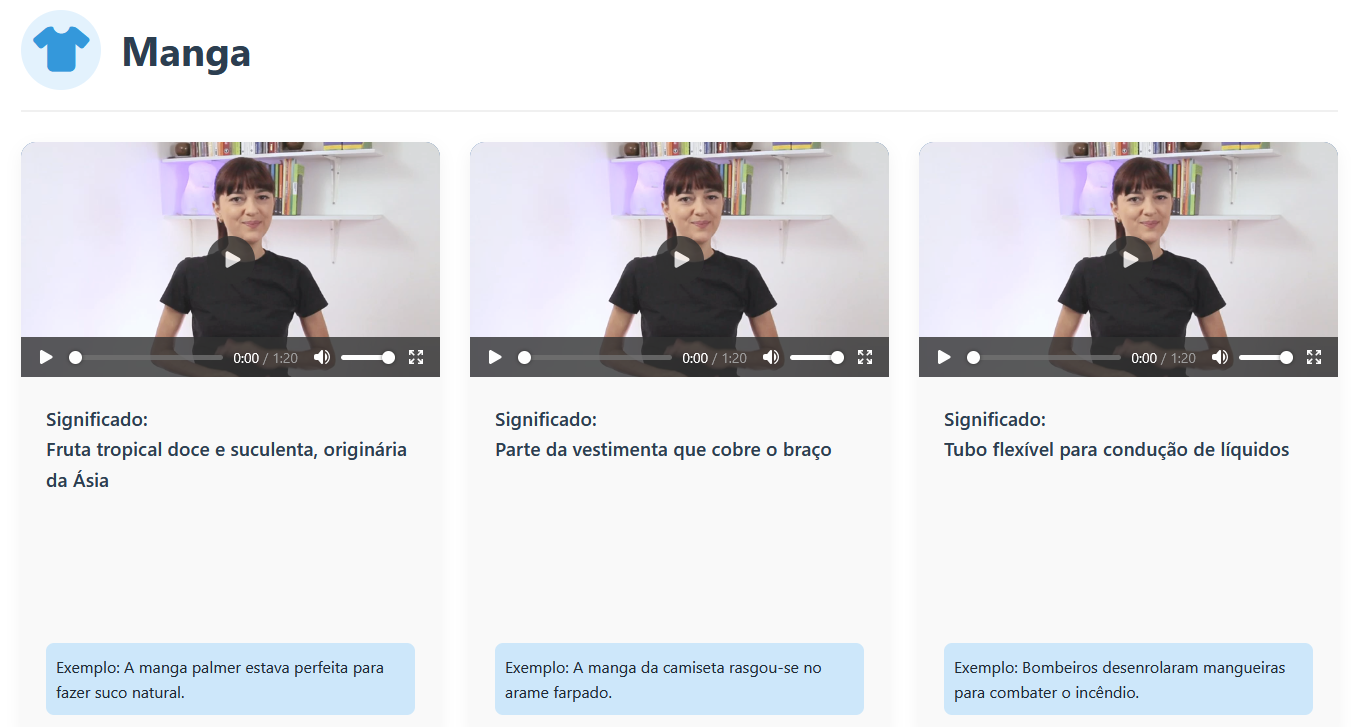 Manga
0:00 / 1:20
0:00 / 1:20
0:00 / 1:20
Significado:
Fruta tropical doce e suculenta, originária
da Ásia
Exemplo: A manga palmer estava perfeita para
fazer suco natural.
Significado:
Parte da vestimenta que cobre o braço
Exemplo: A manga da camiseta rasgou-se no
arame farpado.
Significado:
Tubo flexível para condução de líquidos
Exemplo: Bombeiros desenrolaram mangueiras
para combater o incêndio.